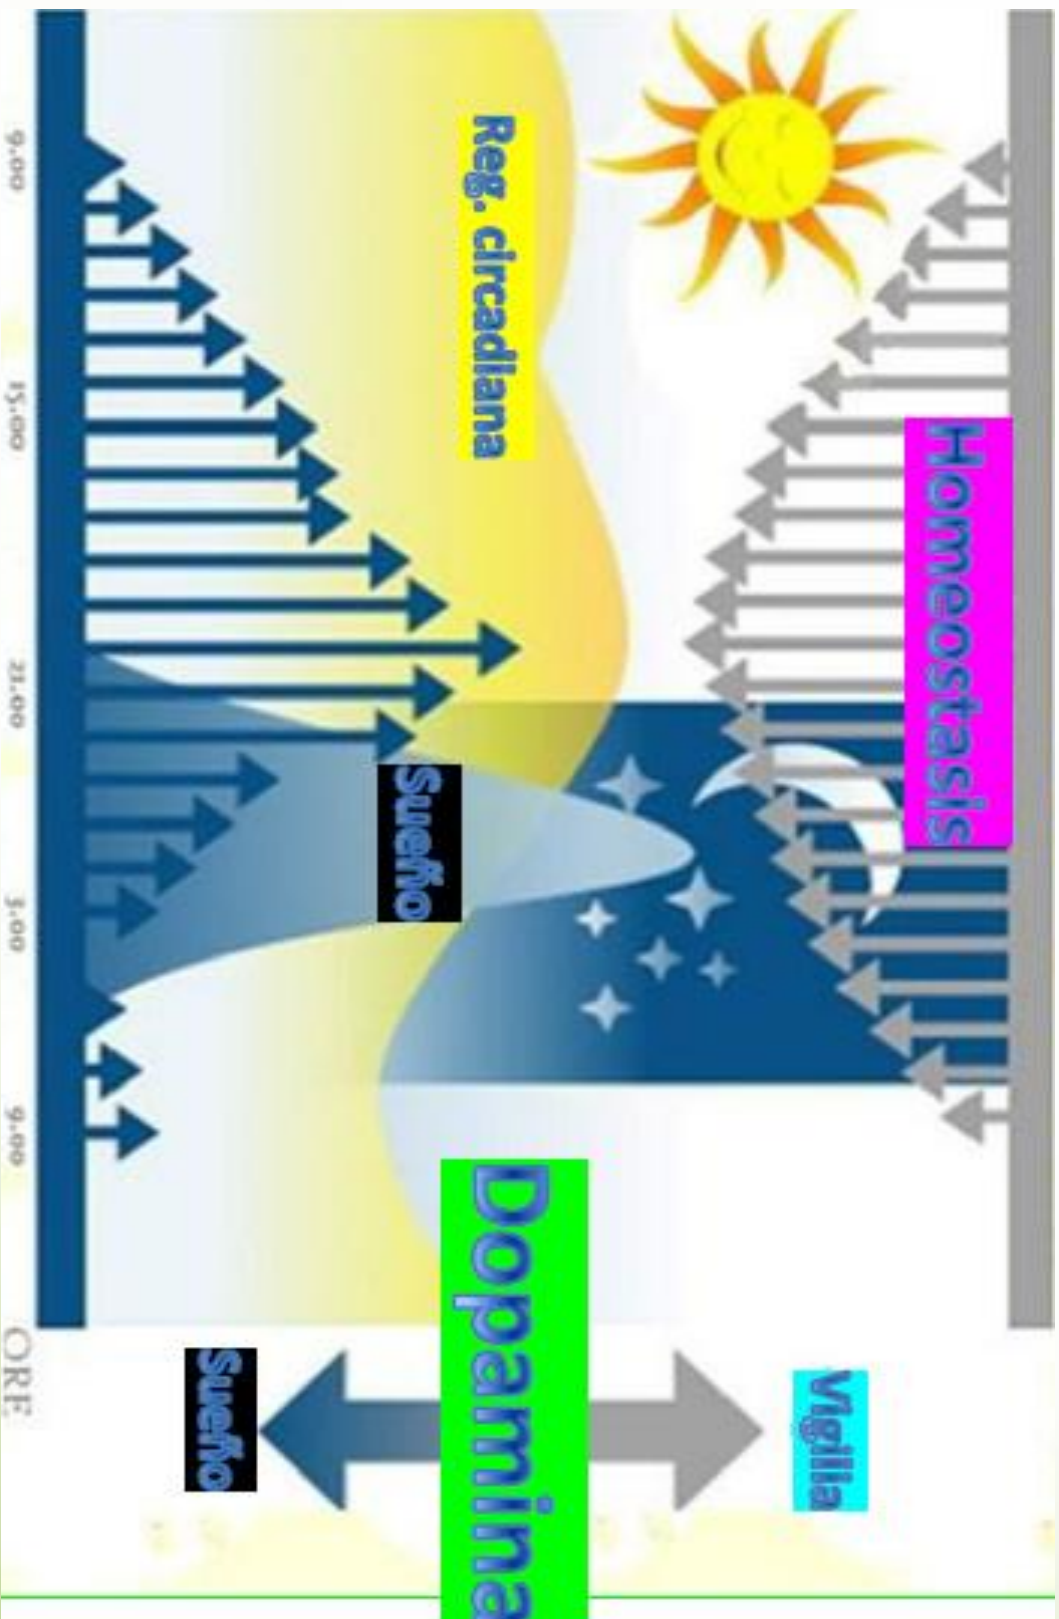 Homeostasis
Vigilia
Reg. circadiana
Dopamina
Sueño
Sueño
9.00 15.00 21.00 3.00 9.00 ORE